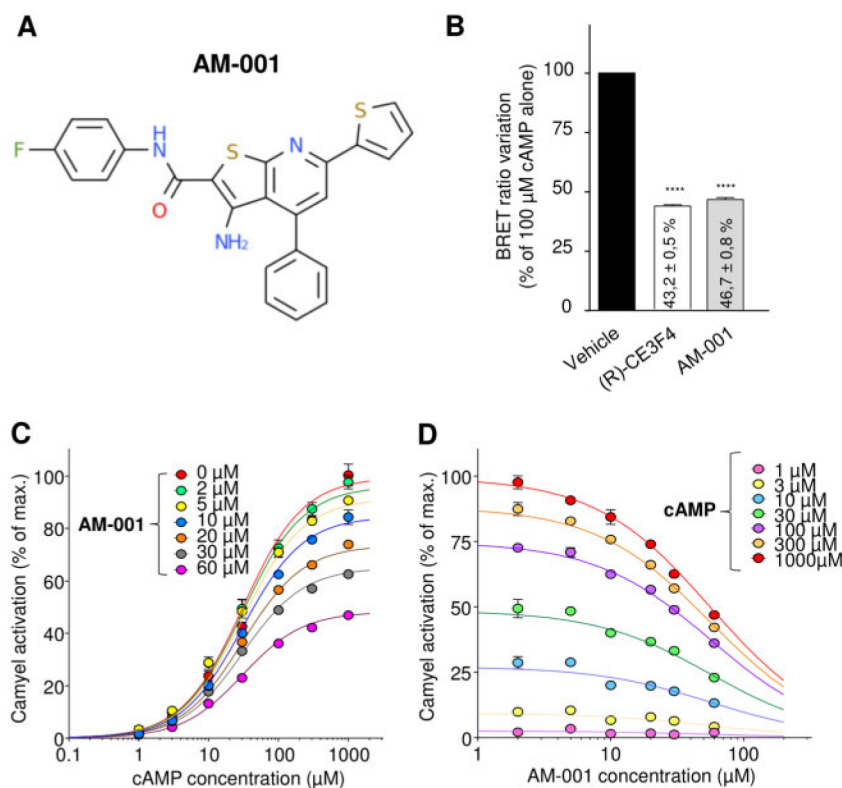 A
AM-001
F
H
N
O
S
NH₂
N
S
B
BRET ratio variation
(% of 100 µM cAMP alone)
100
75
50
25
0
****
****
43,2 ± 0,5 %
46,7 ± 0,8 %
Vehicle
(R)-CE3F4
AM-001
C
Camyel activation (% of max.)
100
80
60
40
20
0
0.1
1
10
100
1000
cAMP concentration (µM)
AM-001
0 µM
2 µM
5 µM
10 µM
20 µM
30 µM
60 µM
D
Camyel activation (% of max.)
100
75
50
25
0
1
10
100
AM-001 concentration (µM)
cAMP
1 µM
3 µM
10 µM
30 µM
100 µM
300 µM
1000µM